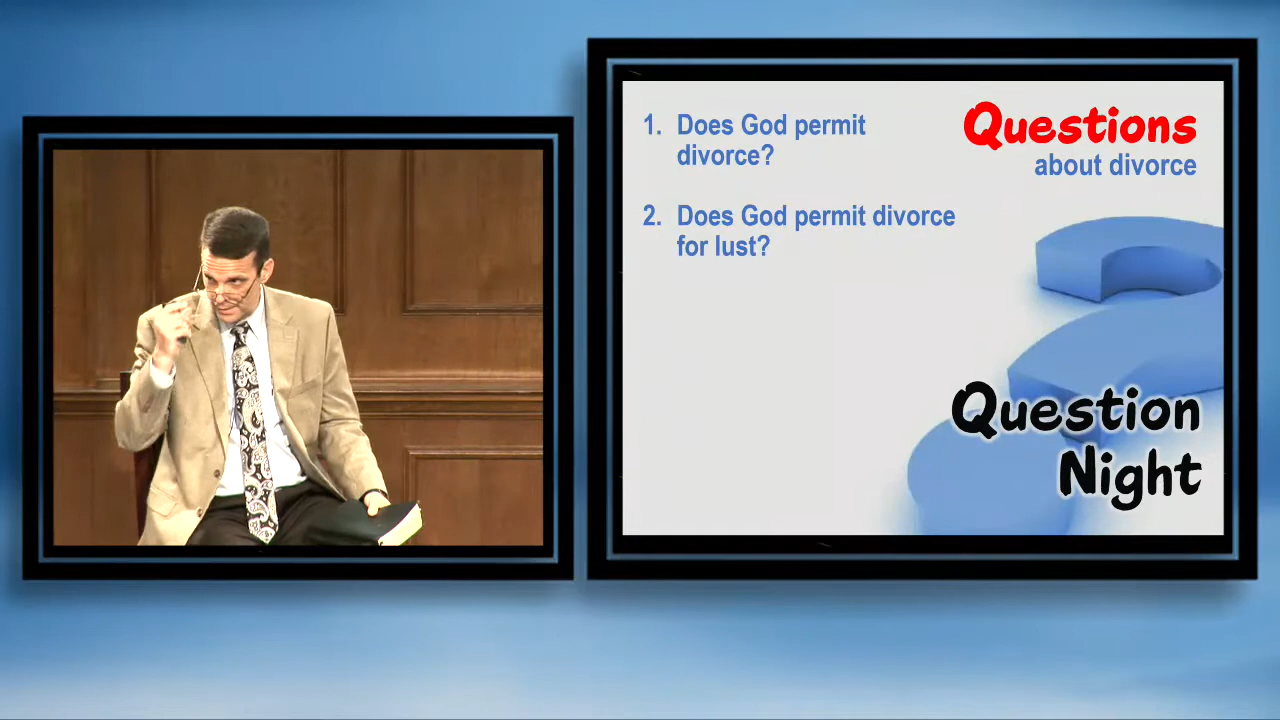 1. Does God permit
divorce?
2. Does God permit divorce
for lust?
Questions
about divorce
Question
Night